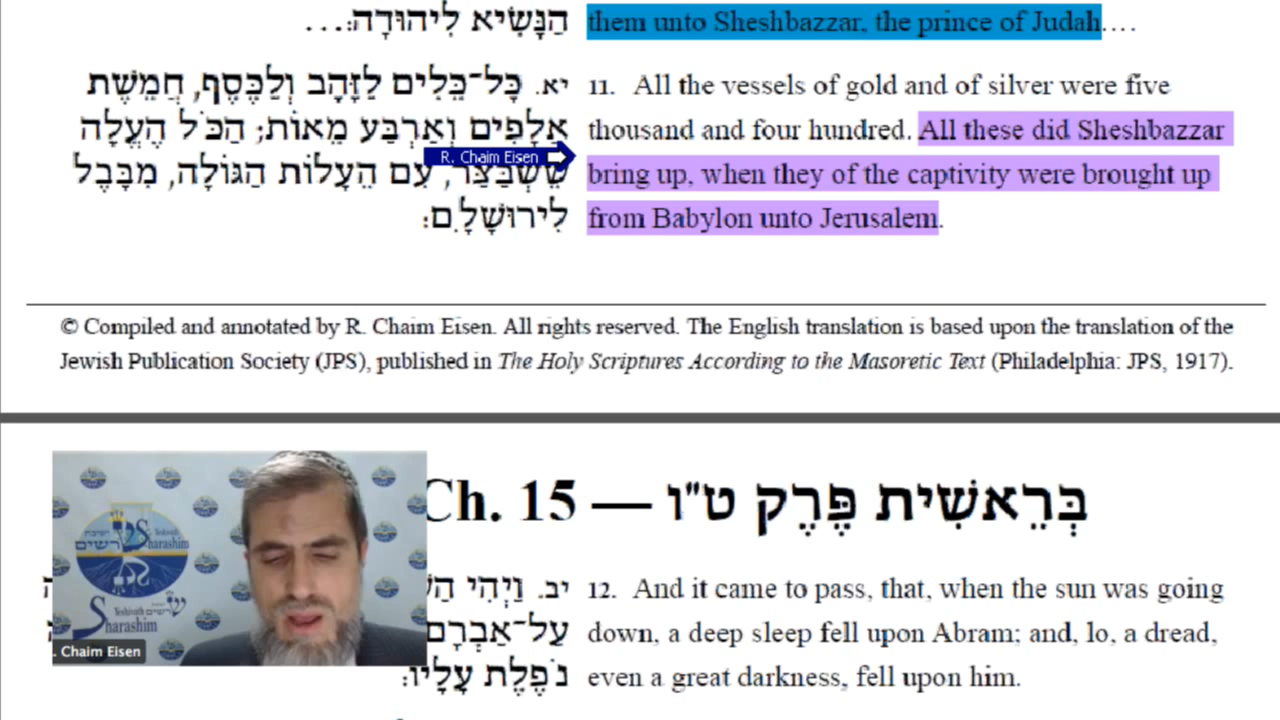 הַנָּשִׂיא לִיהוּדָה:...
them unto Sheshbazzar, the prince of Judah....
יא. כָּל־כֵּלִים לַזָּהָב וְלַכֶּסֶף, חֲמֵשֶׁת
אֲלָפִים וְאַרְבַּע מֵאוֹת; הַכֹּל הֶעֱלָה
שֵׁשְׁבַּצַּר, עִם הֵעָלוֹת הַגּוֹלָה, מִבָּבֶל
לִירוּשָׁלָ‍ִם:
11. All the vessels of gold and of silver were five
thousand and four hundred. All these did Sheshbazzar
bring up, when they of the captivity were brought up
from Babylon unto Jerusalem.
R. Chaim Eisen
© Compiled and annotated by R. Chaim Eisen. All rights reserved. The English translation is based upon the translation of the
Jewish Publication Society (JPS), published in The Holy Scriptures According to the Masoretic Text (Philadelphia: JPS, 1917).
Ch. 15 — בְּרֵאשִׁית פֶּרֶק ט"ו
יב. וַיְהִי
עַל־אַבְרָם
נֹפֶלֶת עָלָיו:
12. And it came to pass, that, when the sun was going
down, a deep sleep fell upon Abram; and, lo, a dread,
even a great darkness, fell upon him.
ישיבת
שרשים
Yeshivath
Sharashim
Yeshivath
Sharashim
. Chaim Eisen